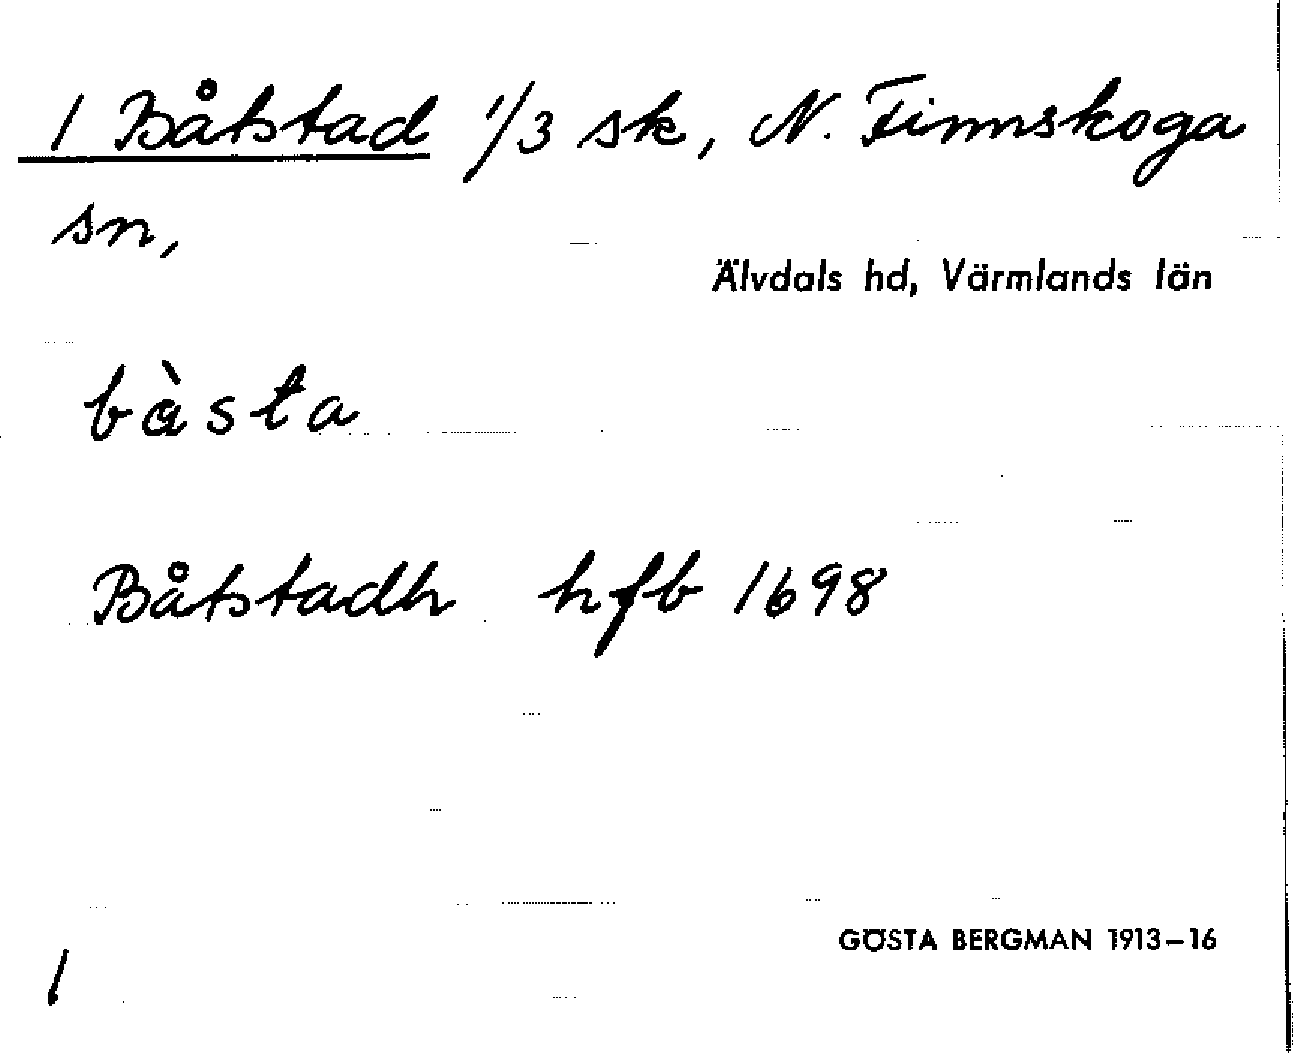 1 Båtstad 1/3 sk, N. Finnskoga
sn,
Älvdals hd, Värmlands län
bàsta
Båtstadh hfb 1698
GÖSTA BERGMAN 1913–16
1